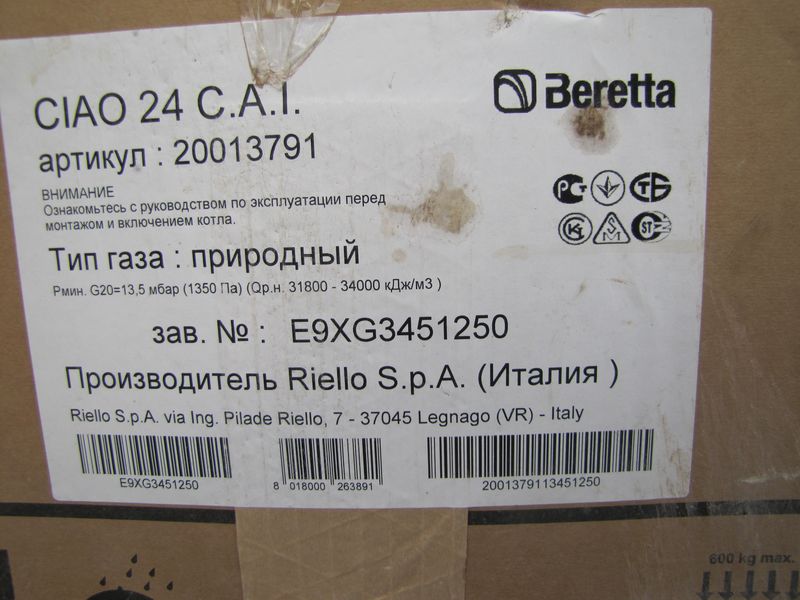 CIAO 24 C.A.I.
Beretta
артикул : 20013791
ВНИМАНИЕ
Ознакомьтесь с руководством по эксплуатации перед
монтажом и включением котла.
Тип газа : природный
Рмин. G20=13,5 мбар (1350 Па) (Qр.н. 31800 - 34000 кДж/м3 )
зав. № : E9XG3451250
Производитель Riello S.p.A. (Италия )
Riello S.p.A. via Ing. Pilade Riello, 7 - 37045 Legnago (VR) - Italy
E9XG3451250
8 018000 263891
2001379113451250
600 kg max.